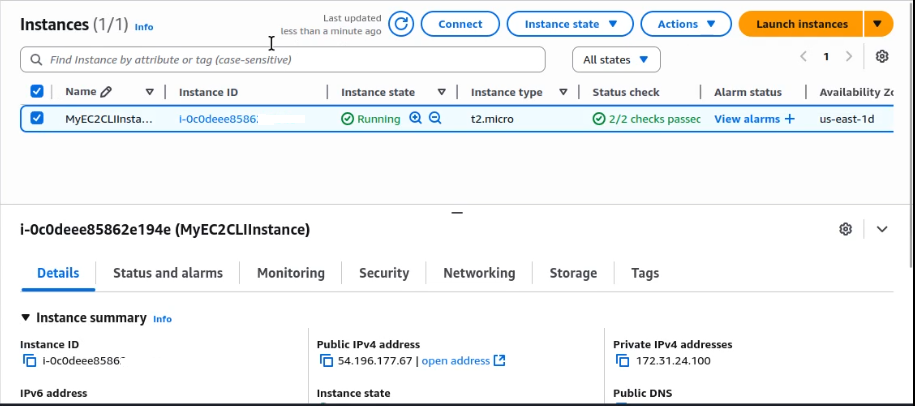 Instances (1/1) Info
Last updated
less than a minute ago
Connect
Instance state
Actions
Launch instances
Find Instance by attribute or tag (case-sensitive)
All states
1
Name Instance ID Instance state Instance type Status check Alarm status Availability Zo
MyEC2CLIInsta... i-0c0deee8586 Running t2.micro 2/2 checks passec View alarms + us-east-1d
i-0c0deee85862e194e (MyEC2CLIInstance)
Details Status and alarms Monitoring Security Networking Storage Tags
Instance summary Info
Instance ID Public IPv4 address Private IPv4 addresses
i-0c0deee8586 54.196.177.67 | open address 172.31.24.100
IPv6 address Instance state Public DNS